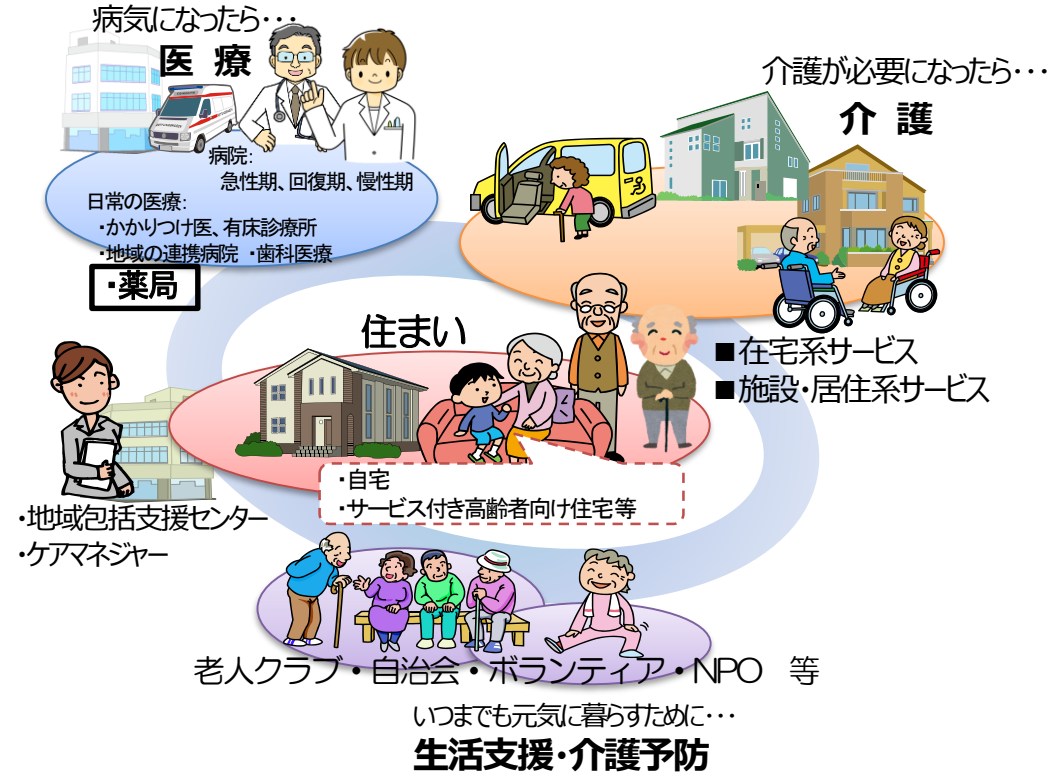 病気になったら・・・
医 療
病院:
急性期、回復期、慢性期
日常の医療:
・かかりつけ医、有床診療所
・地域の連携病院 ・歯科医療
・薬局
介護が必要になったら・・・
介 護
■在宅系サービス
■施設・居住系サービス
住まい
・自宅
・サービス付き高齢者向け住宅等
・地域包括支援センター
・ケアマネジャー
老人クラブ・自治会・ボランティア・NPO 等
いつまでも元気に暮らすために・・・
生活支援・介護予防